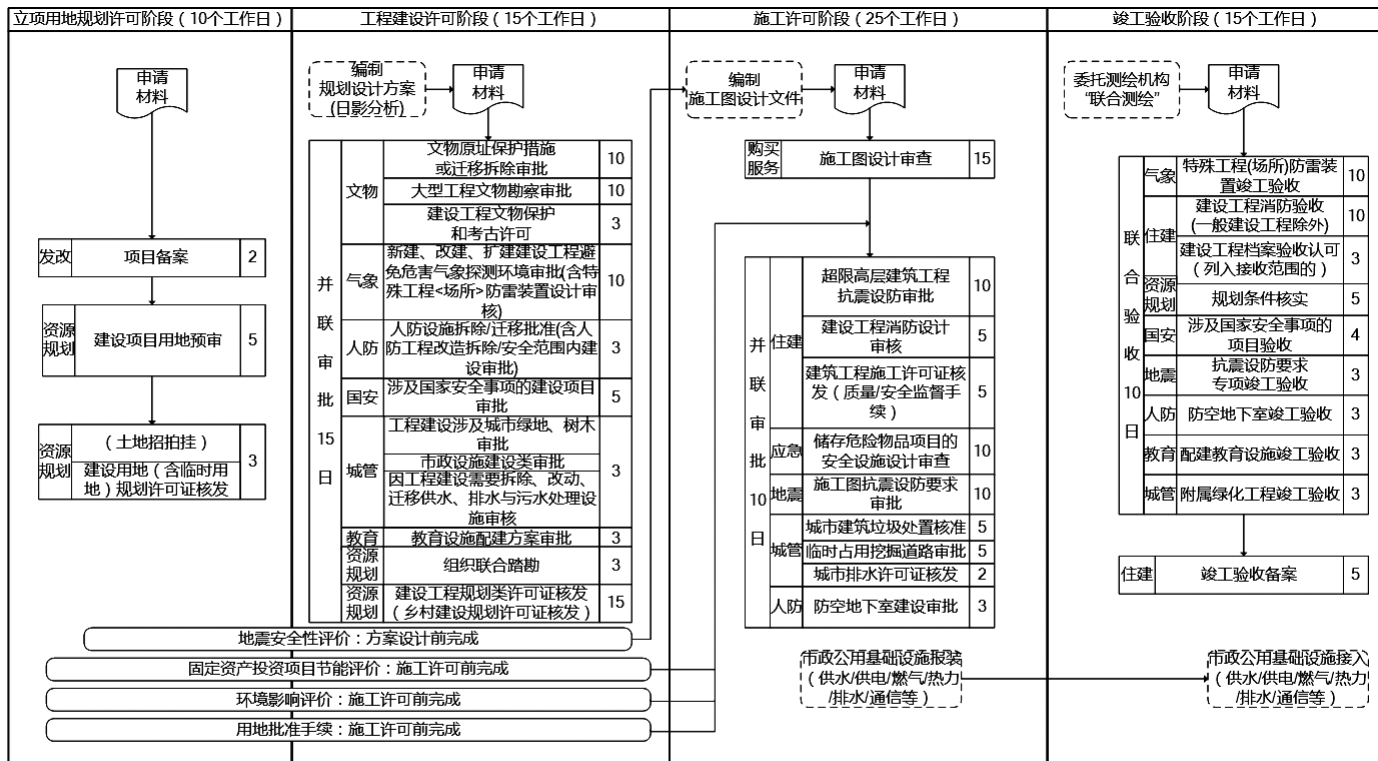 立项用地规划许可阶段（10个工作日）
申请
材料
发改
项目备案
2
资源
规划
建设项目用地预审
5
资源
规划
（土地招拍挂）
建设用地（含临时用
地）规划许可证核发
3
工程建设许可阶段（15个工作日）
编制
规划设计方案
(日影分析)
申请
材料
并
联
审
批
15
日
文物
文物原址保护措施
或迁移拆除审批
10
大型工程文物勘察审批
10
建设工程文物保护
和考古许可
3
气象
新建、改建、扩建建设工程避
免危害气象探测环境审批(含特
殊工程<场所>防雷装置设计审
核)
10
人防
人防设施拆除/迁移批准(含人
防工程改造拆除/安全范围内建
设审批)
3
国安
涉及国家安全事项的建设项目
审批
5
城管
工程建设涉及城市绿地、树木
审批
市政设施建设类审批
因工程建设需要拆除、改动、
迁移供水、排水与污水处理设
施审核
3
教育
教育设施配建方案审批
3
资源
规划
组织联合踏勘
3
资源
规划
建设工程规划类许可证核发
（乡村建设规划许可证核发）
15
地震安全性评价：方案设计前完成
固定资产投资项目节能评价：施工许可前完成
环境影响评价：施工许可前完成
用地批准手续：施工许可前完成
施工许可阶段（25个工作日）
编制
施工图设计文件
申请
材料
购买
服务
施工图设计审查
15
并
联
审
批
10
日
住建
超限高层建筑工程
抗震设防审批
10
建设工程消防设计
审核
5
建筑工程施工许可证核
发（质量/安全监督手
续）
5
应急
储存危险物品项目的
安全设施设计审查
10
地震
施工图抗震设防要求
审批
10
城管
城市建筑垃圾处置核准
5
临时占用挖掘道路审批
5
城市排水许可证核发
2
人防
防空地下室建设审批
3
市政公用基础设施报装
（供水/供电/燃气/热力
/排水/通信等）
竣工验收阶段（15个工作日）
委托测绘机构
“联合测绘”
申请
材料
联
合
验
收
10
日
气象
特殊工程(场所)防雷装
置竣工验收
10
住建
建设工程消防验收
(一般建设工程除外)
10
建设工程档案验收认可
（列入接收范围的）
3
资源
规划
规划条件核实
5
国安
涉及国家安全事项的
项目验收
4
地震
抗震设防要求
专项竣工验收
3
人防
防空地下室竣工验收
3
教育
配建教育设施竣工验收
3
城管
附属绿化工程竣工验收
3
住建
竣工验收备案
5
市政公用基础设施接入
（供水/供电/燃气/热力
/排水/通信等）